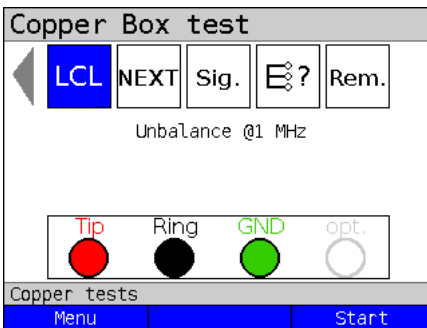 Copper Box test
LCL NEXT Sig. ? Rem.
Unbalance @1 MHz
Tip Ring GND opt.
Copper tests
Menu Start